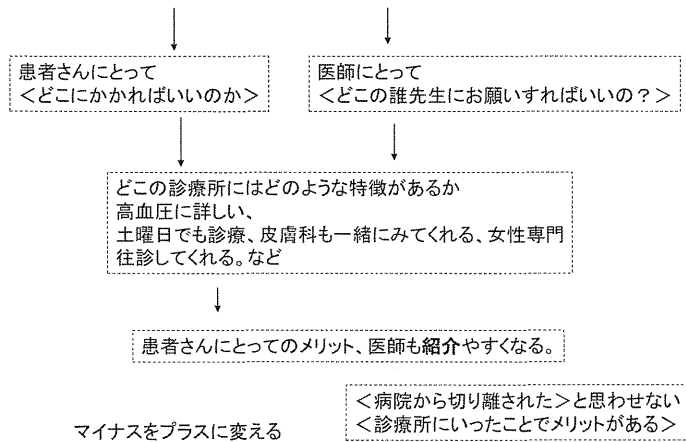 患者さんにとって
＜どこにかかればいいのか＞
医師にとって
＜どこの誰先生にお願いすればいいの？＞
どこの診療所にはどのような特徴があるか
高血圧に詳しい、
土曜日でも診療、皮膚科も一緒にみてくれる、女性専門
往診してくれる。など
患者さんにとってのメリット、医師も紹介やすくなる。
＜病院から切り離された＞と思わせない
＜診療所にいったことでメリットがある＞
マイナスをプラスに変える